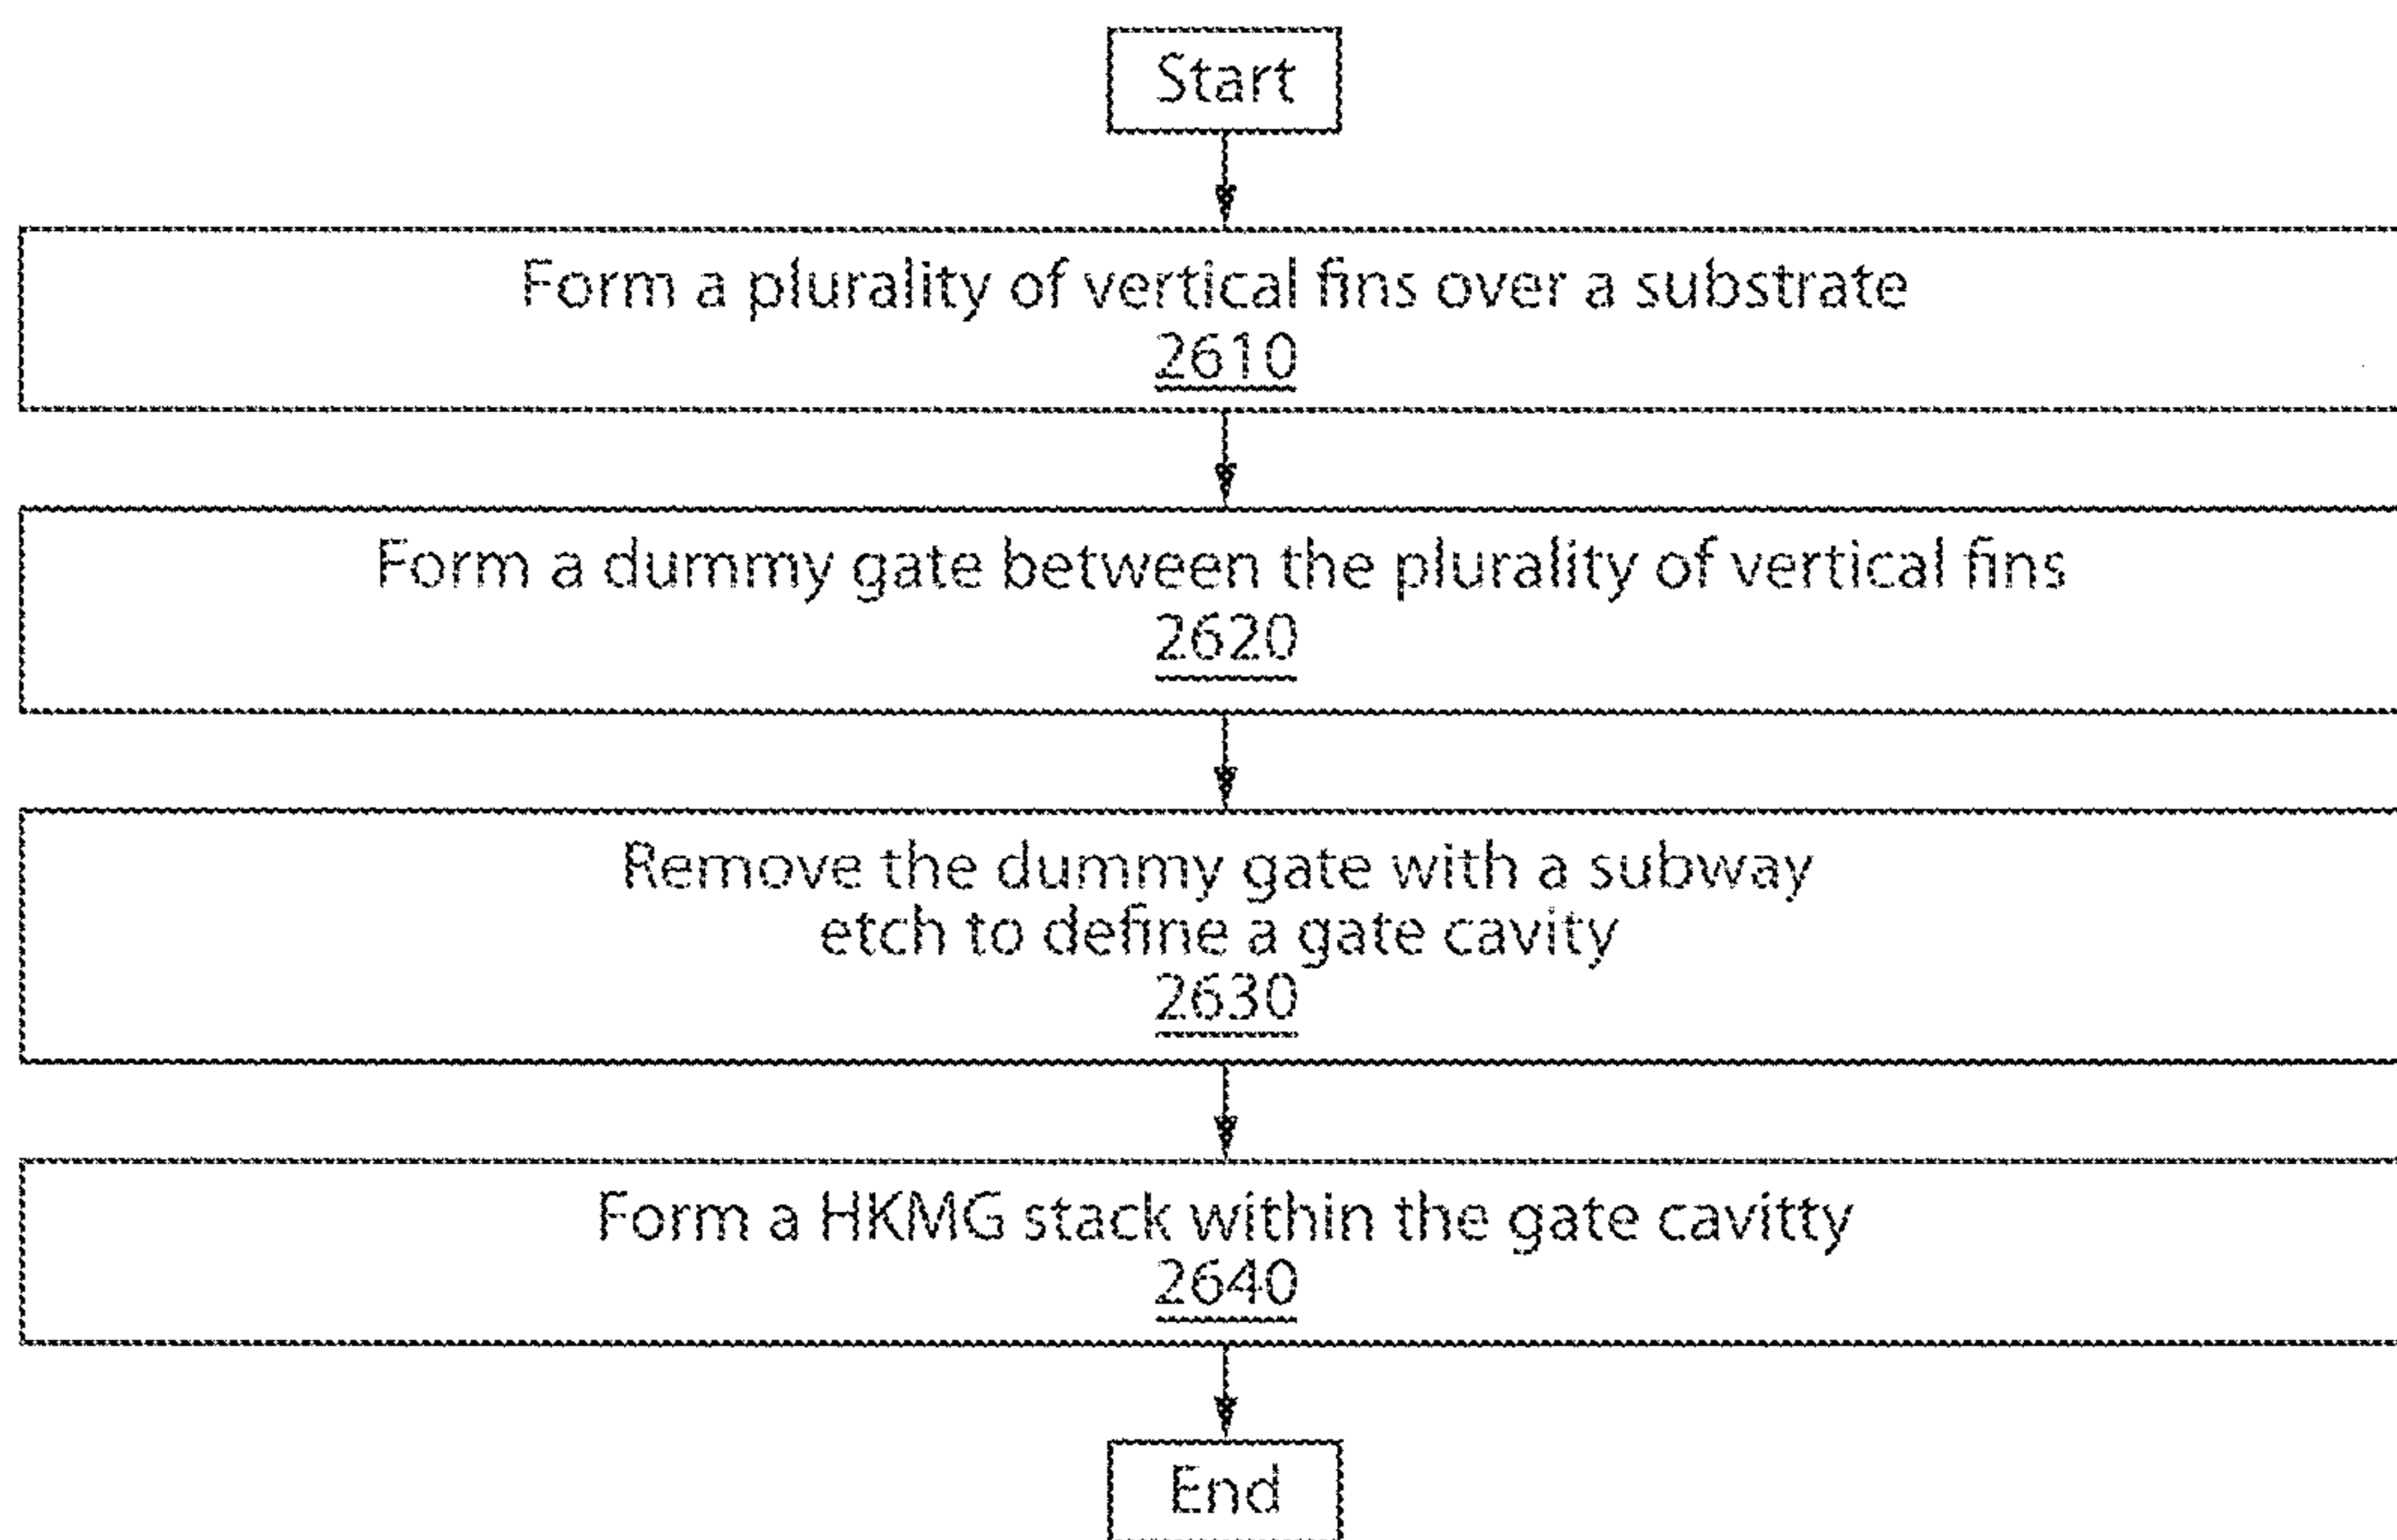 Start
Form a plurality of vertical fins over a substrate
2610
Form a dummy gate between the plurality of vertical fins
2620
Remove the dummy gate with a subway
etch to define a gate cavity
2630
Form a HKMG stack within the gate cavitty
2640
End